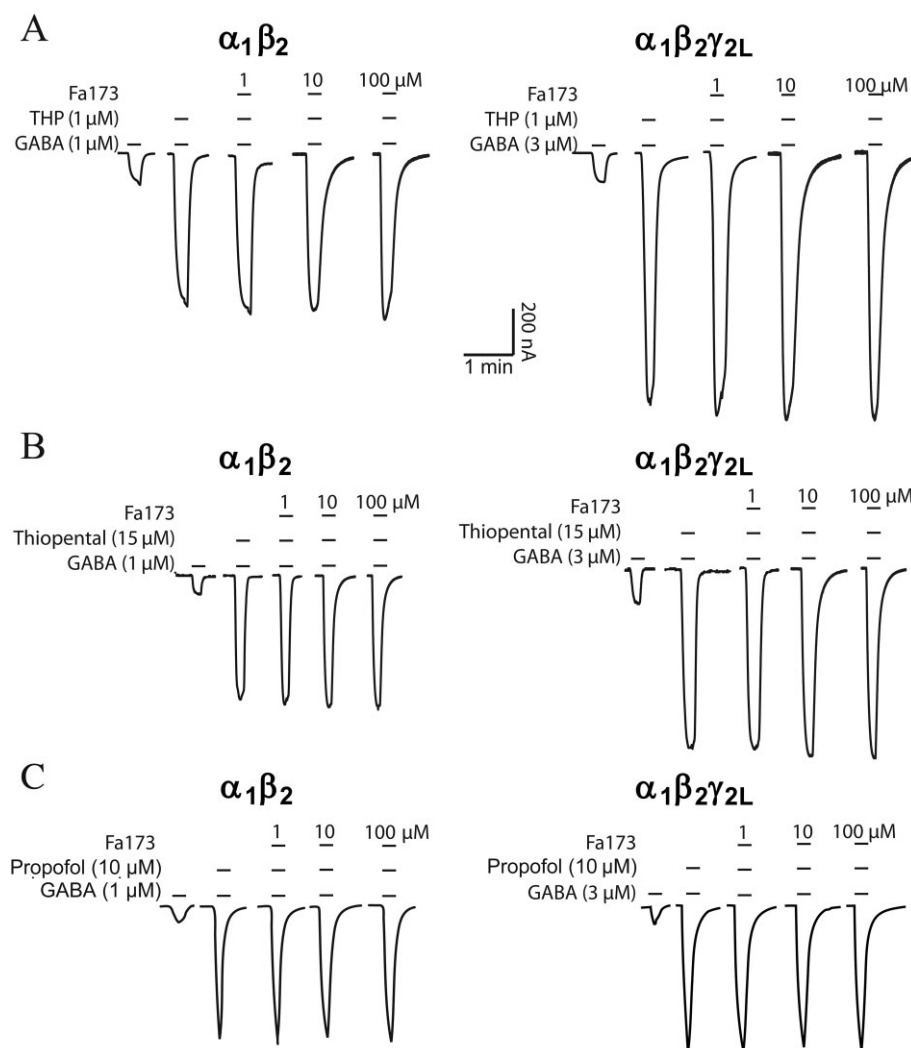 A
α1β2
α1β2γ2L
1 10 100 µM
Fa173
THP (1 µM)
GABA (1 µM)
1 10 100 µM
Fa173
THP (1 µM)
GABA (3 µM)
200 nA
1 min
B
α1β2
α1β2γ2L
1 10 100 µM
Fa173
Thiopental (15 µM)
GABA (1 µM)
1 10 100 µM
Fa173
Thiopental (15 µM)
GABA (3 µM)
C
α1β2
α1β2γ2L
1 10 100 µM
Fa173
Propofol (10 µM)
GABA (1 µM)
1 10 100 µM
Fa173
Propofol (10 µM)
GABA (3 µM)